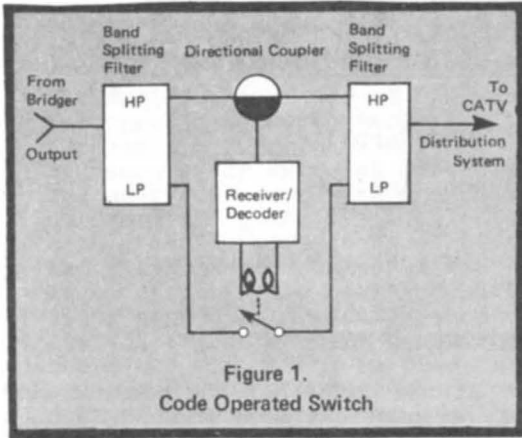 Band
Splitting
Filter
Directional Coupler
Band
Splitting
Filter
From
Bridger
Output
HP
LP
HP
LP
To
CATV
Distribution
System
Receiver/
Decoder
Figure 1.
Code Operated Switch